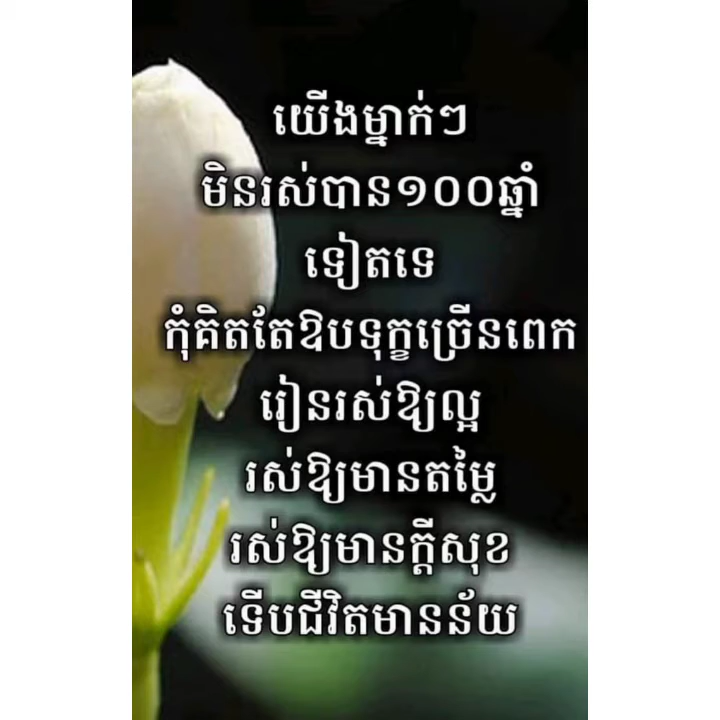 យើងម្នាក់ៗ
មិនរស់បាន១០០ឆ្នាំ
ទៀតទេ
កុំគិតតែឱបទុក្ខច្រើនពេក
រៀនរស់ឱ្យល្អ
រស់ឱ្យមានតម្លៃ
រស់ឱ្យមានក្ដីសុខ
ទើបជីវិតមានន័យ